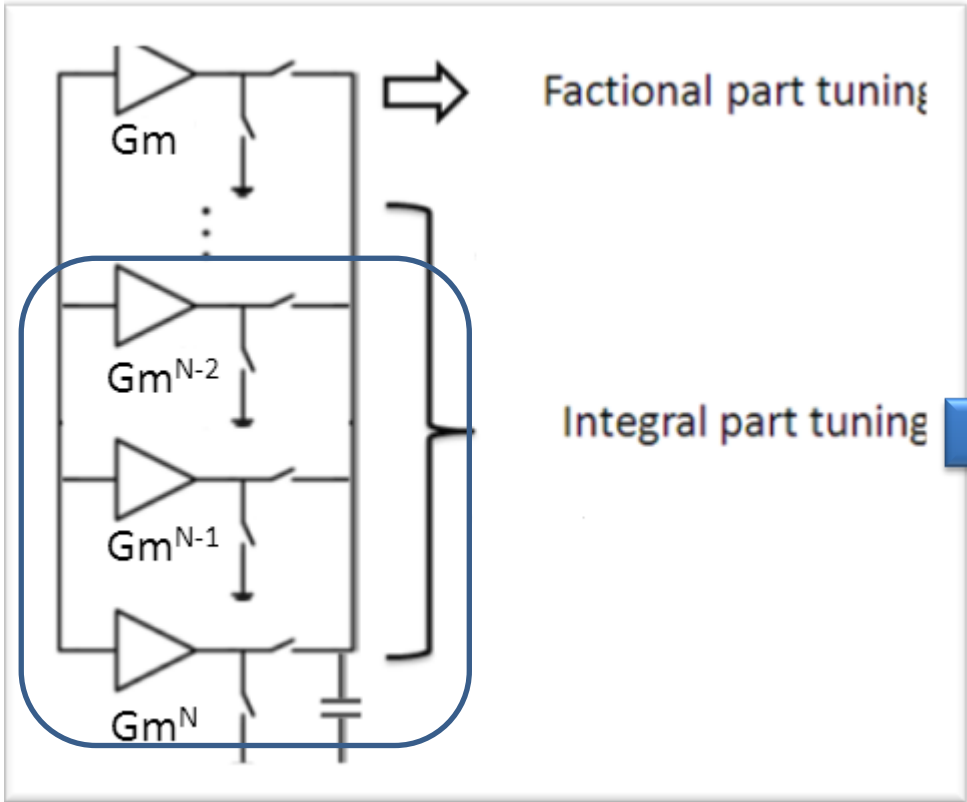 Factional part tuning
Gm
Gm^N-2
Integral part tuning
Gm^N-1
Gm^N